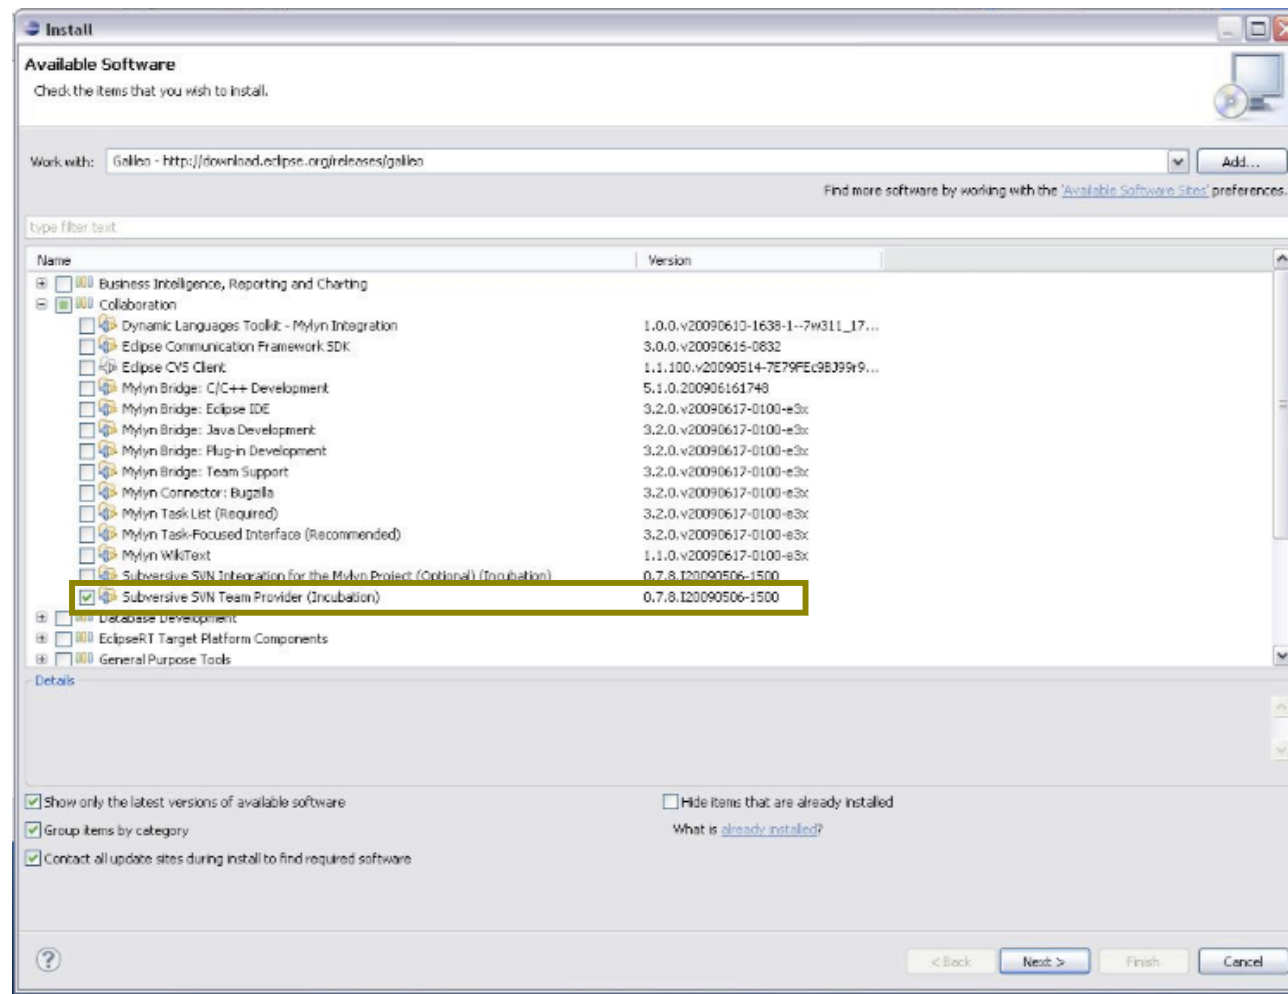 Install
Available Software
Check the items that you wish to install.
Work with: Galileo - http://download.eclipse.org/releases/galileo Add...
Find more software by working with the 'Available Software Sites' preferences.
type filter text
Name Version
Business Intelligence, Reporting and Charting
Collaboration
Dynamic Languages Toolkit - Mylyn Integration 1.0.0.v20090610-1638-1--7w311_17...
Eclipse Communication Framework SDK 3.0.0.v20090616-0832
Eclipse CVS Client 1.1.100.v20090514-7E79FEc9BJ99r9...
Mylyn Bridge: C/C++ Development 5.1.0.200906161748
Mylyn Bridge: Eclipse IDE 3.2.0.v20090617-0100-e3x
Mylyn Bridge: Java Development 3.2.0.v20090617-0100-e3x
Mylyn Bridge: Plug-in Development 3.2.0.v20090617-0100-e3x
Mylyn Bridge: Team Support 3.2.0.v20090617-0100-e3x
Mylyn Connector: Bugzilla 3.2.0.v20090617-0100-e3x
Mylyn Task List (Required) 3.2.0.v20090617-0100-e3x
Mylyn Task-Focused Interface (Recommended) 3.2.0.v20090617-0100-e3x
Mylyn WikiText 1.1.0.v20090617-0100-e3x
Subversive SVN Integration for the Mylyn Project (Optional) (Incubation) 0.7.8.I20090506-1500
Subversive SVN Team Provider (Incubation) 0.7.8.I20090506-1500
Database Development
EclipseRT Target Platform Components
General Purpose Tools
Details
Show only the latest versions of available software Hide items that are already installed
Group items by category What is already installed?
Contact all update sites during install to find required software
? < Back Next > Finish Cancel